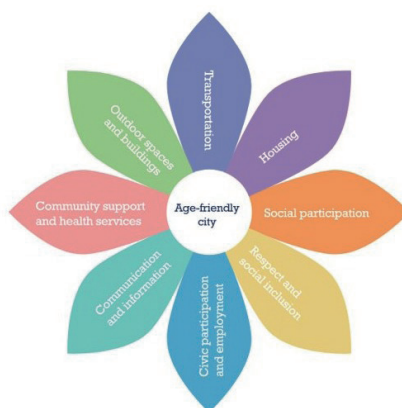 Transportation
Housing
Social participation
Respect and
social inclusion
Civic participation
and employment
Communication
and information
Community support
and health services
Outdoor spaces
and buildings
Age-friendly
city